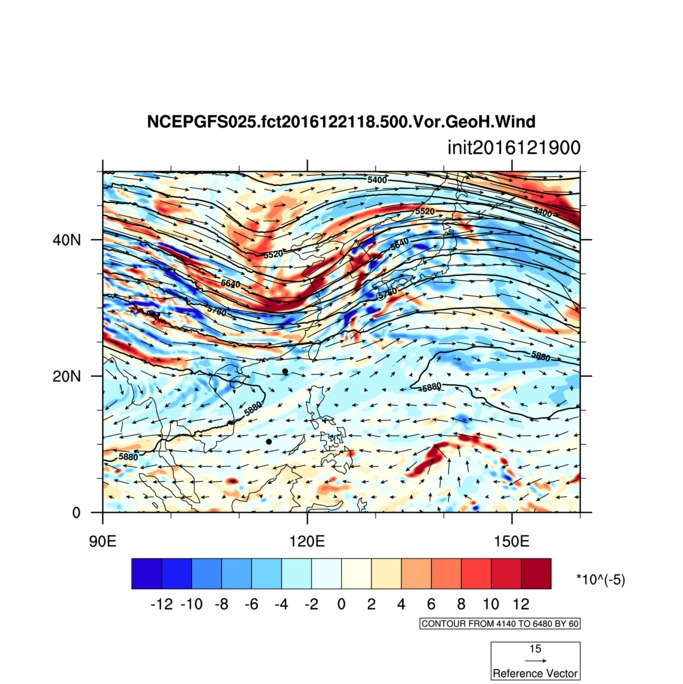 NCEPGFS025.fct2016122118.500.Vor.GeoH.Wind
init2016121900
5400
5520
5400
40N
5640
5520
5640
5760
5760
5880
20N
5880
5880
5880
0
90E 120E 150E
-12 -10 -8 -6 -4 -2 0 2 4 6 8 10 12
*10^(-5)
CONTOUR FROM 4140 TO 6480 BY 60
15
Reference Vector